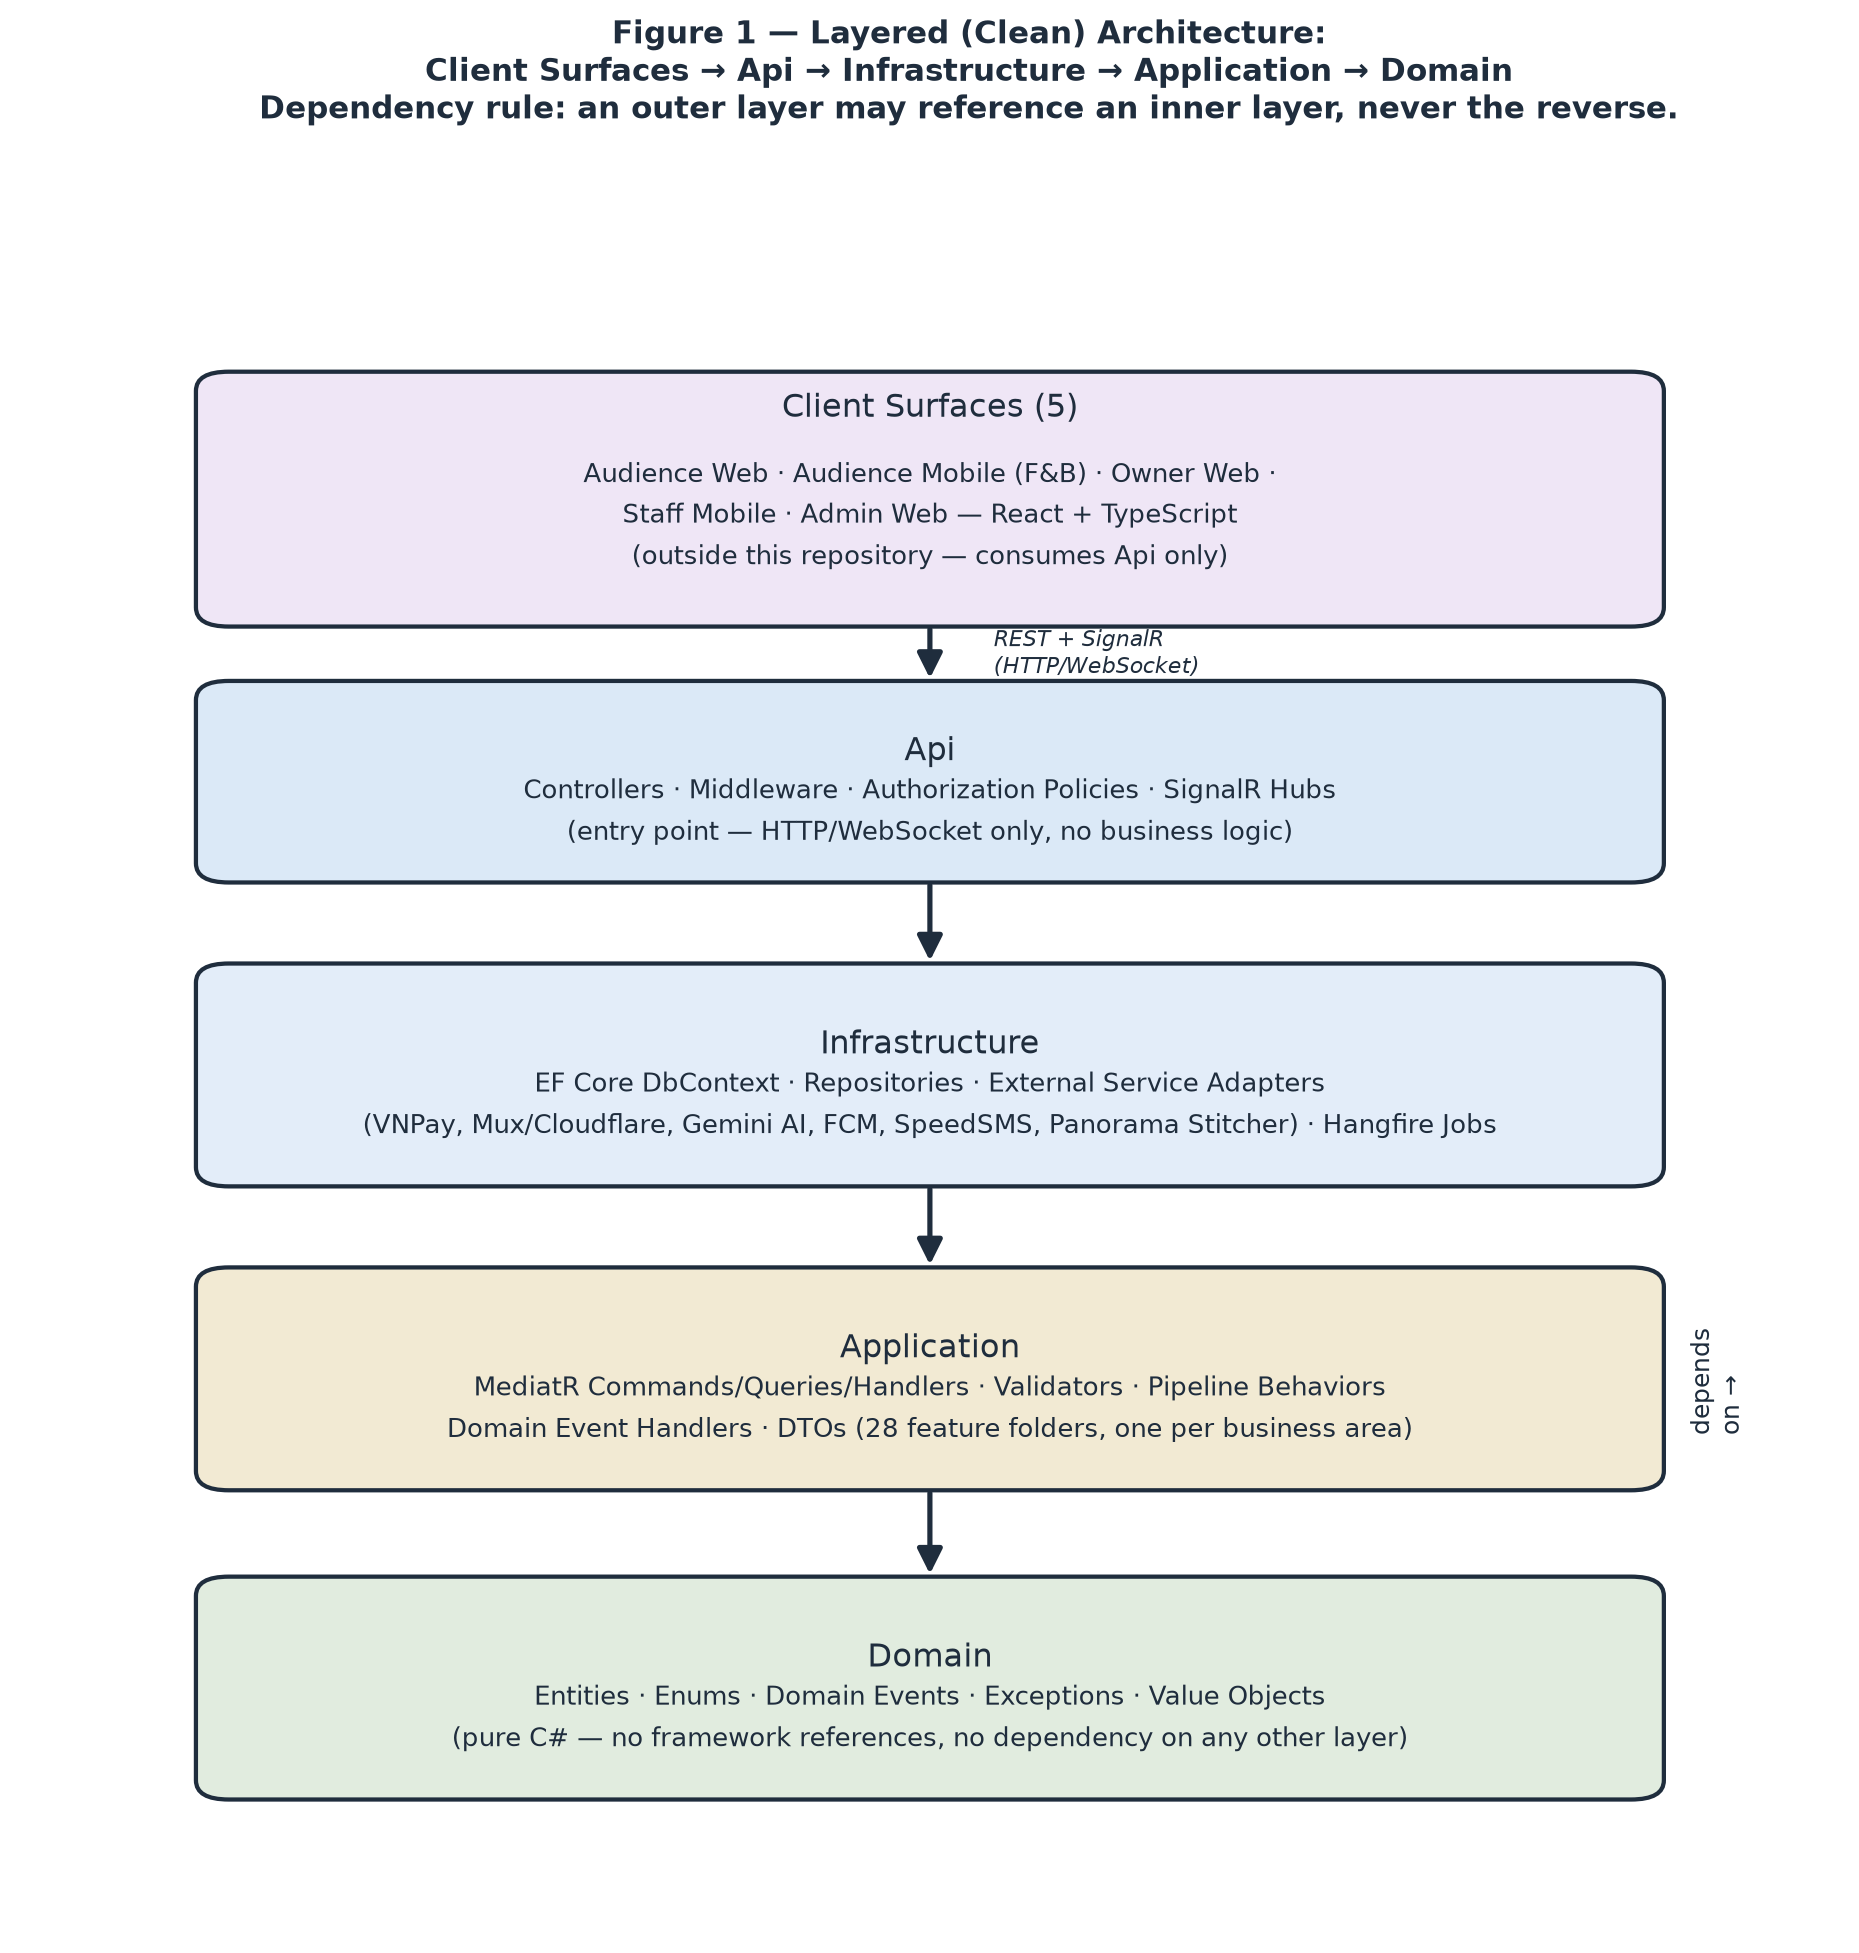 Figure 1 — Layered (Clean) Architecture:
Client Surfaces → Api → Infrastructure → Application → Domain
Dependency rule: an outer layer may reference an inner layer, never the reverse.
Client Surfaces (5)
Audience Web · Audience Mobile (F&B) · Owner Web ·
Staff Mobile · Admin Web — React + TypeScript
(outside this repository — consumes Api only)
REST + SignalR
(HTTP/WebSocket)
Api
Controllers · Middleware · Authorization Policies · SignalR Hubs
(entry point — HTTP/WebSocket only, no business logic)
Infrastructure
EF Core DbContext · Repositories · External Service Adapters
(VNPay, Mux/Cloudflare, Gemini AI, FCM, SpeedSMS, Panorama Stitcher) · Hangfire Jobs
Application
MediatR Commands/Queries/Handlers · Validators · Pipeline Behaviors
Domain Event Handlers · DTOs (28 feature folders, one per business area)
depends
on →
Domain
Entities · Enums · Domain Events · Exceptions · Value Objects
(pure C# — no framework references, no dependency on any other layer)